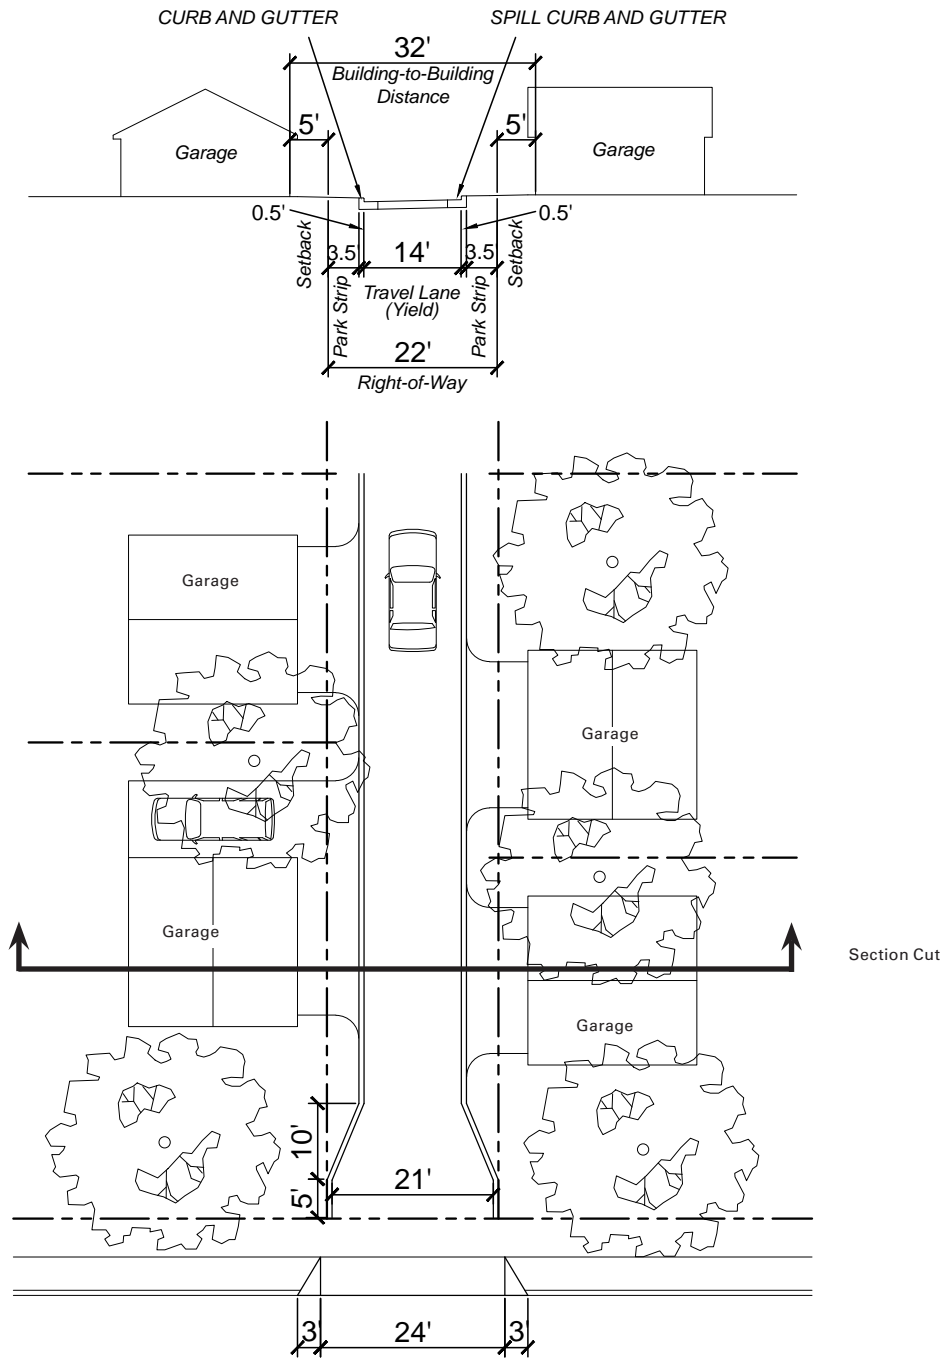 CURB AND GUTTER
SPILL CURB AND GUTTER
32'
Building-to-Building
Distance
5'
5'
Garage
Garage
0.5'
0.5'
Setback
3.5'
14'
3.5'
Setback
Park Strip
Travel Lane
(Yield)
Park Strip
22'
Right-of-Way
Garage
Garage
Garage
Section Cut
Garage
10'
5'
21'
3'
24'
3'